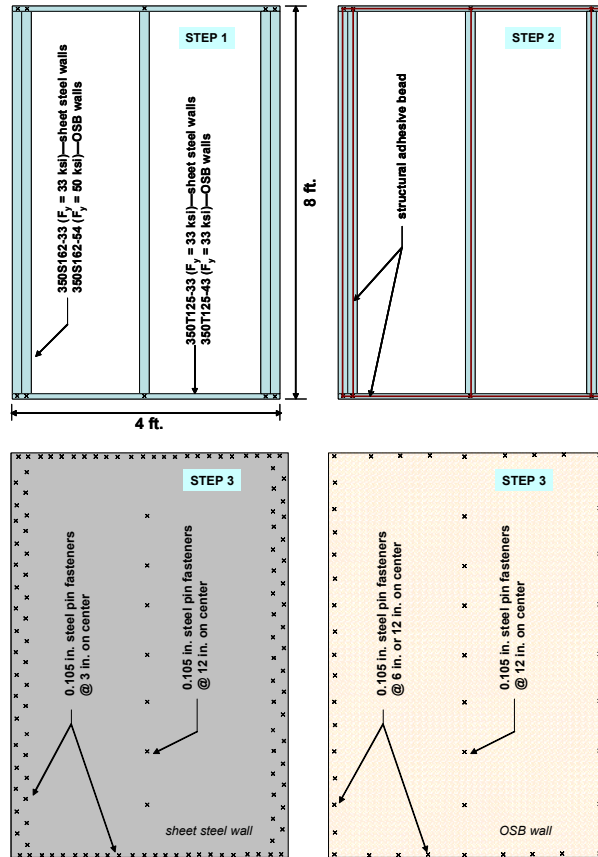 STEP 1
350S162-33 (Fy = 33 ksi)—sheet steel walls
350S162-54 (Fy = 50 ksi)—OSB walls
350T125-33 (Fy = 33 ksi)—sheet steel walls
350T125-43 (Fy = 33 ksi)—OSB walls
8 ft.
4 ft.
STEP 2
structural adhesive bead
STEP 3
0.105 in. steel pin fasteners
@ 3 in. on center
0.105 in. steel pin fasteners
@ 12 in. on center
sheet steel wall
STEP 3
0.105 in. steel pin fasteners
@ 6 in. or 12 in. on center
0.105 in. steel pin fasteners
@ 12 in. on center
OSB wall